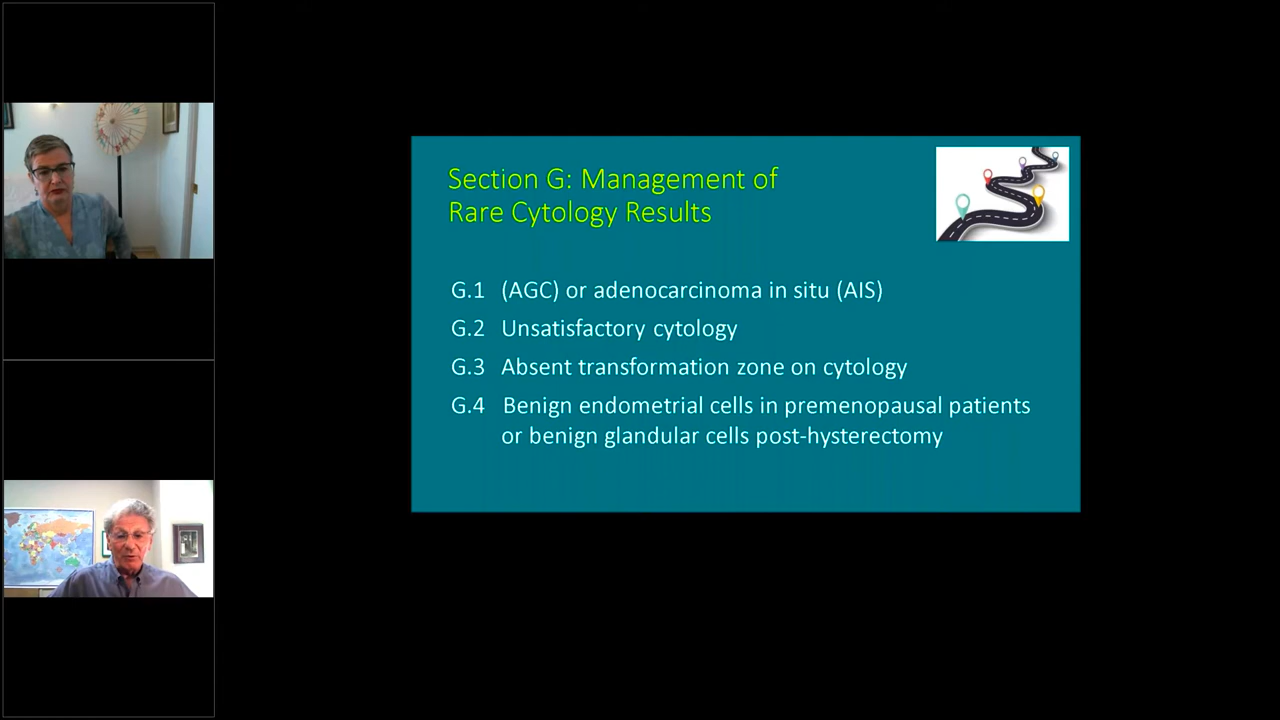 Section G: Management of
Rare Cytology Results
G.1 (AGC) or adenocarcinoma in situ (AIS)
G.2 Unsatisfactory cytology
G.3 Absent transformation zone on cytology
G.4 Benign endometrial cells in premenopausal patients
or benign glandular cells post-hysterectomy